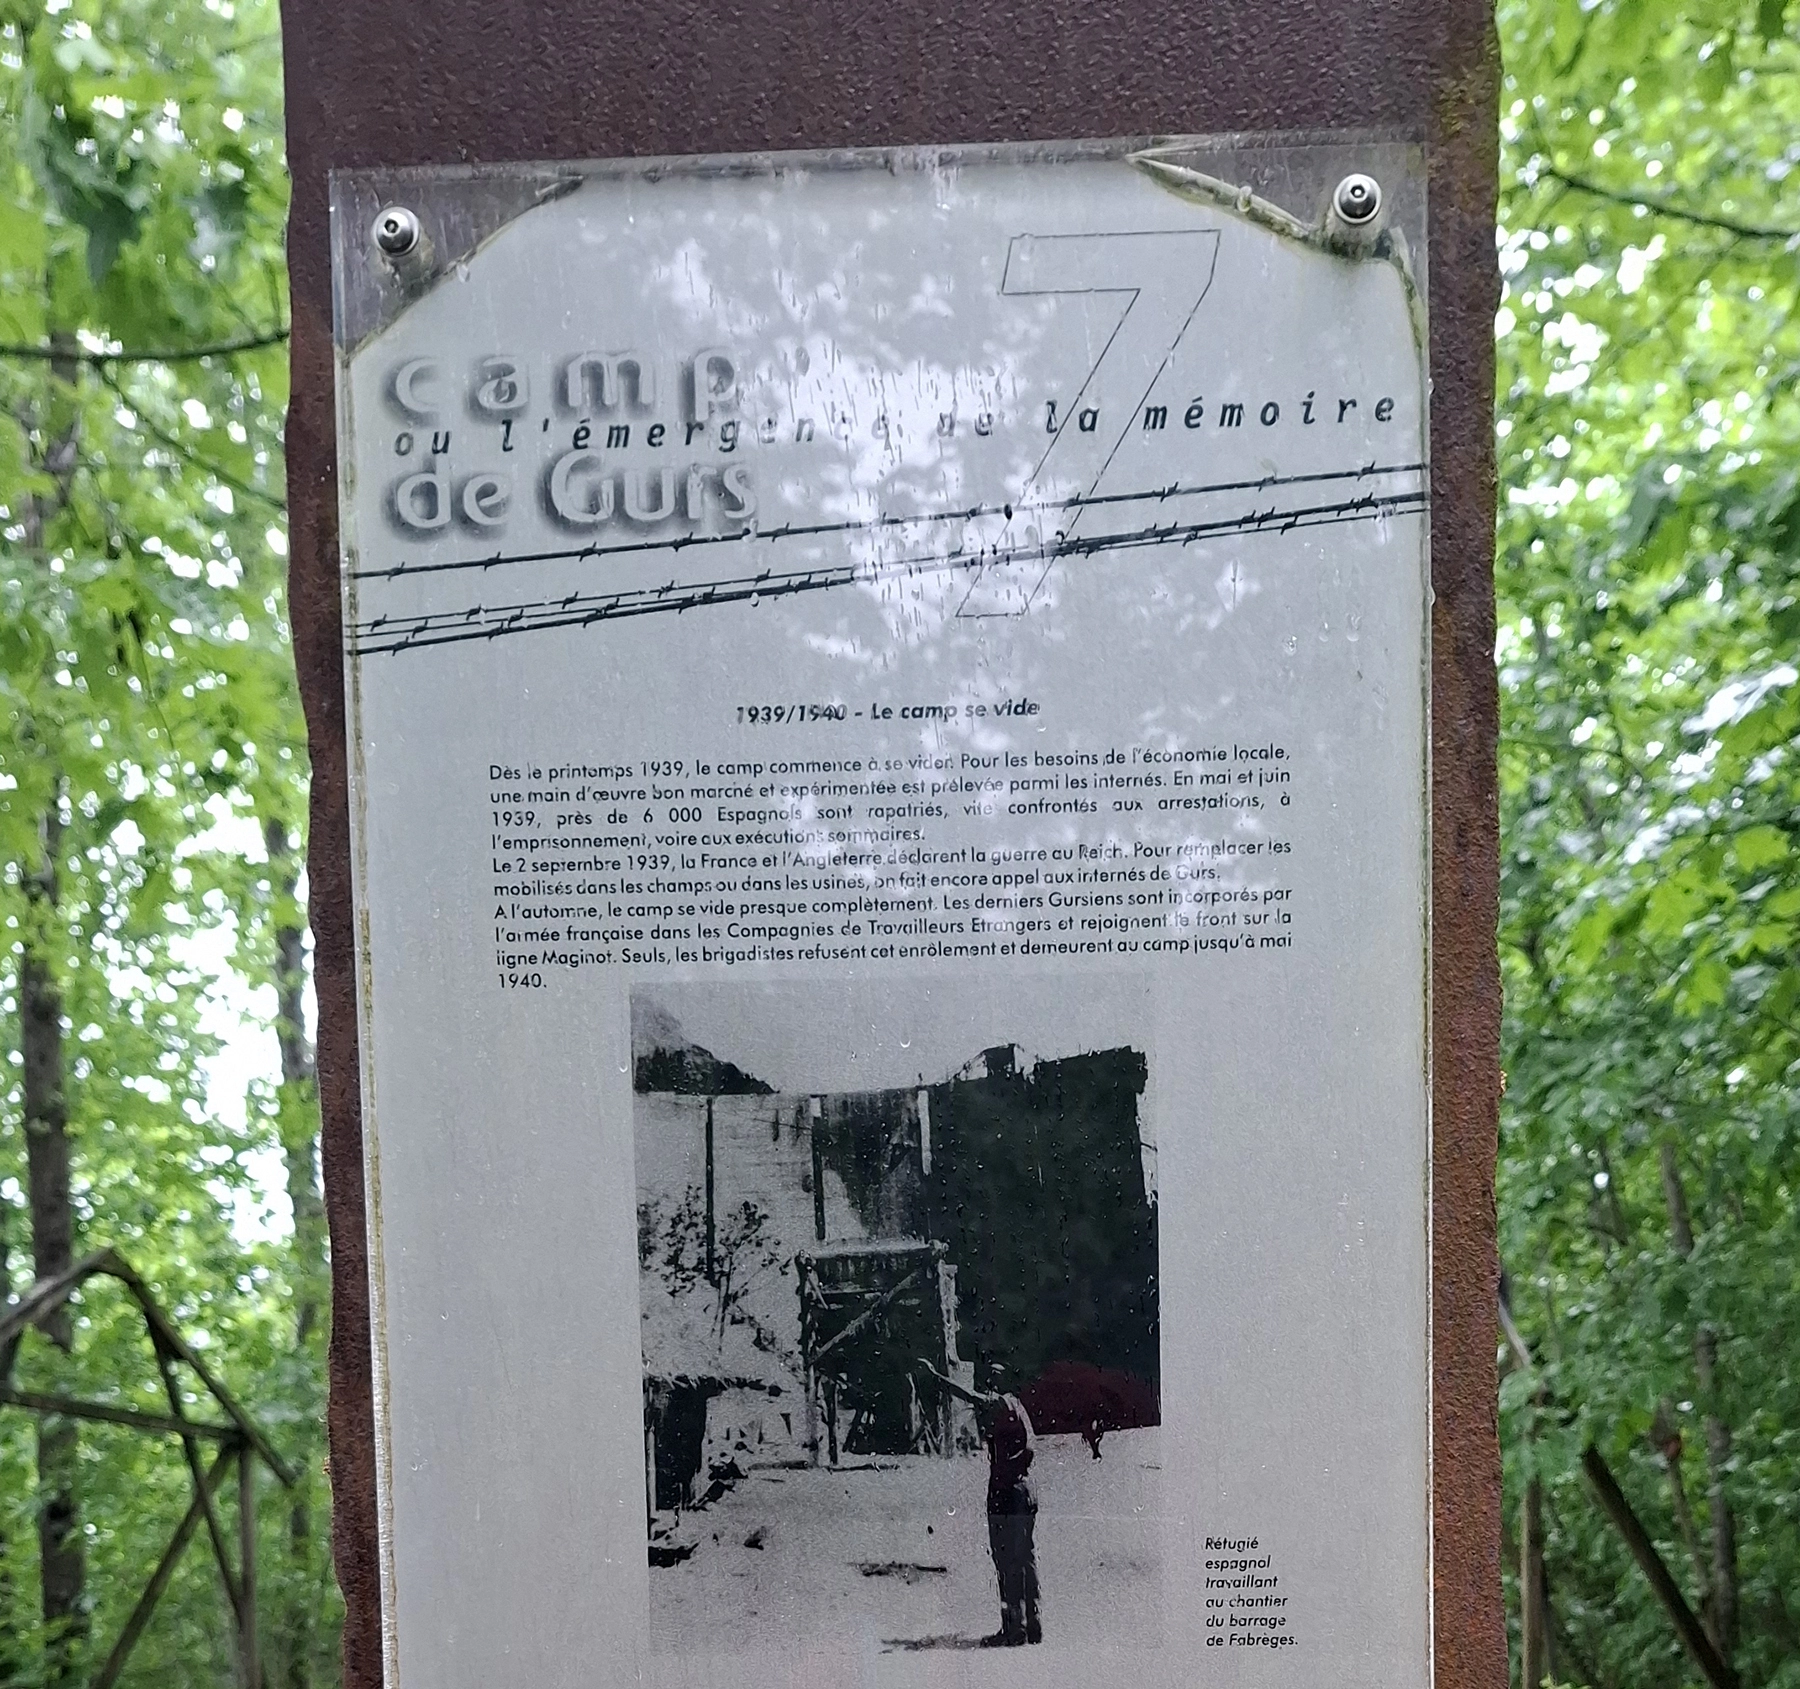 7
camp
ou l'émergence de la mémoire
de Gurs
1939/1940 - Le camp se vide
Dès le printemps 1939, le camp commence à se vider. Pour les besoins de l'économie locale,
une main d'œuvre bon marché et expérimentée est prélevée parmi les internés. En mai et juin
1939, près de 6 000 Espagnols sont rapatriés, vite confrontés aux arrestations, à
l'emprisonnement, voire aux exécutions sommaires.
Le 2 septembre 1939, la France et l'Angleterre déclarent la guerre au Reich. Pour remplacer les
mobilisés dans les champs ou dans les usines, on fait encore appel aux internés de Gurs.
A l'automne, le camp se vide presque complètement. Les derniers Gursiens sont incorporés par
l'armée française dans les Compagnies de Travailleurs Etrangers et rejoignent le front sur la
ligne Maginot. Seuls, les brigadistes refusent cet enrôlement et demeurent au camp jusqu'à mai
1940.
Réfugié
espagnol
travaillant
au chantier
du barrage
de Fabrèges.